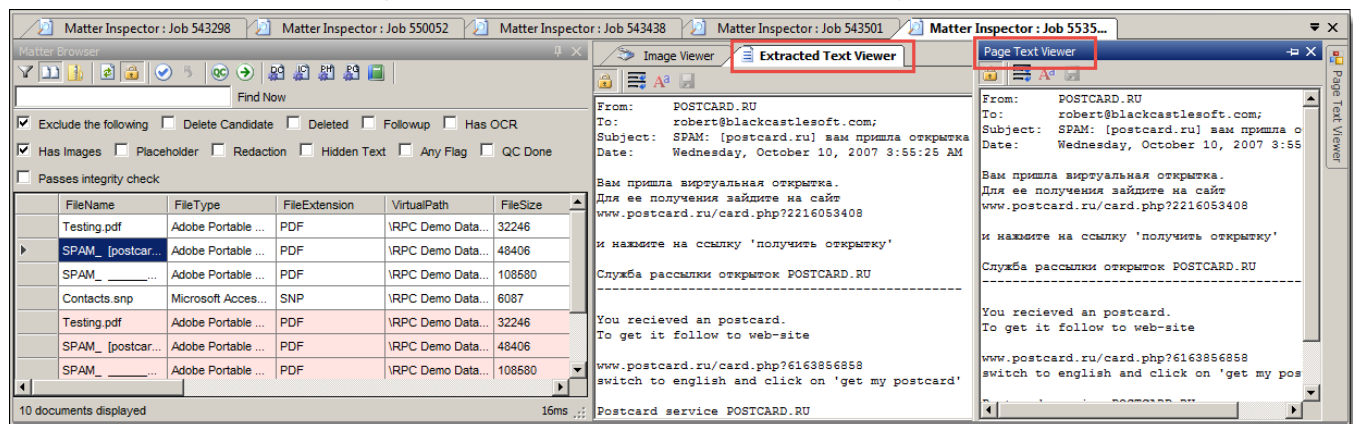 Matter Inspector : Job 543298 Matter Inspector : Job 550052 Matter Inspector : Job 543438 Matter Inspector : Job 543501 Matter Inspector : Job 5535...
Matter Browser
QC
Find Now
Exclude the following Delete Candidate Deleted Followup Has OCR
Has Images Placeholder Redaction Hidden Text Any Flag QC Done
Passes integrity check
FileName FileType FileExtension VirtualPath FileSize
Testing.pdf Adobe Portable ... PDF \RPC Demo Data... 32246
SPAM_ [postcar... Adobe Portable ... PDF \RPC Demo Data... 48406
SPAM_ ______... Adobe Portable ... PDF \RPC Demo Data... 108580
Contacts.snp Microsoft Acces... SNP \RPC Demo Data... 6087
Testing.pdf Adobe Portable ... PDF \RPC Demo Data... 32246
SPAM_ [postcar... Adobe Portable ... PDF \RPC Demo Data... 48406
SPAM_ ______... Adobe Portable ... PDF \RPC Demo Data... 108580
10 documents displayed 16ms
Image Viewer Extracted Text Viewer
From: POSTCARD.RU
To: robert@blackcastlesoft.com;
Subject: SPAM: [postcard.ru] вам пришла открытка
Date: Wednesday, October 10, 2007 3:55:25 AM
Вам пришла виртуальная открытка.
Для ее получения зайдите на сайт
www.postcard.ru/card.php?2216053408
и нажмите на ссылку 'получить открытку'
Служба рассылки открыток POSTCARD.RU
-------------------------------------------------
You recieved an postcard.
To get it follow to web-site
www.postcard.ru/card.php?6163856858
switch to english and click on 'get my postcard'
Postcard service POSTCARD.RU
Page Text Viewer
From: POSTCARD.RU
To: robert@blackcastlesoft.com;
Subject: SPAM: [postcard.ru] вам пришла о
Date: Wednesday, October 10, 2007 3:55
Вам пришла виртуальная открытка.
Для ее получения зайдите на сайт
www.postcard.ru/card.php?2216053408
и нажмите на ссылку 'получить открытку'
Служба рассылки открыток POSTCARD.RU
-------------------------------------------
You recieved an postcard.
To get it follow to web-site
www.postcard.ru/card.php?6163856858
switch to english and click on 'get my pos
Page Text Viewer